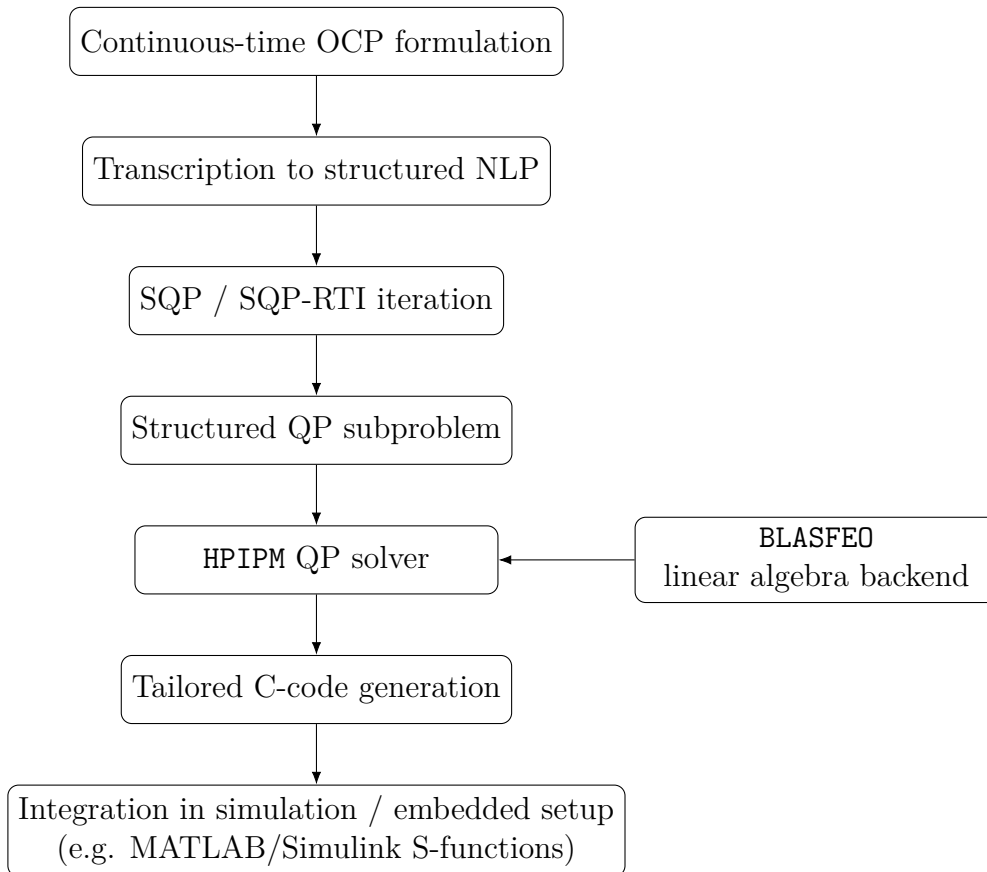 Continuous-time OCP formulation
Transcription to structured NLP
SQP / SQP-RTI iteration
Structured QP subproblem
HPIPM QP solver
BLASFEO
linear algebra backend
Tailored C-code generation
Integration in simulation / embedded setup
(e.g. MATLAB/Simulink S-functions)